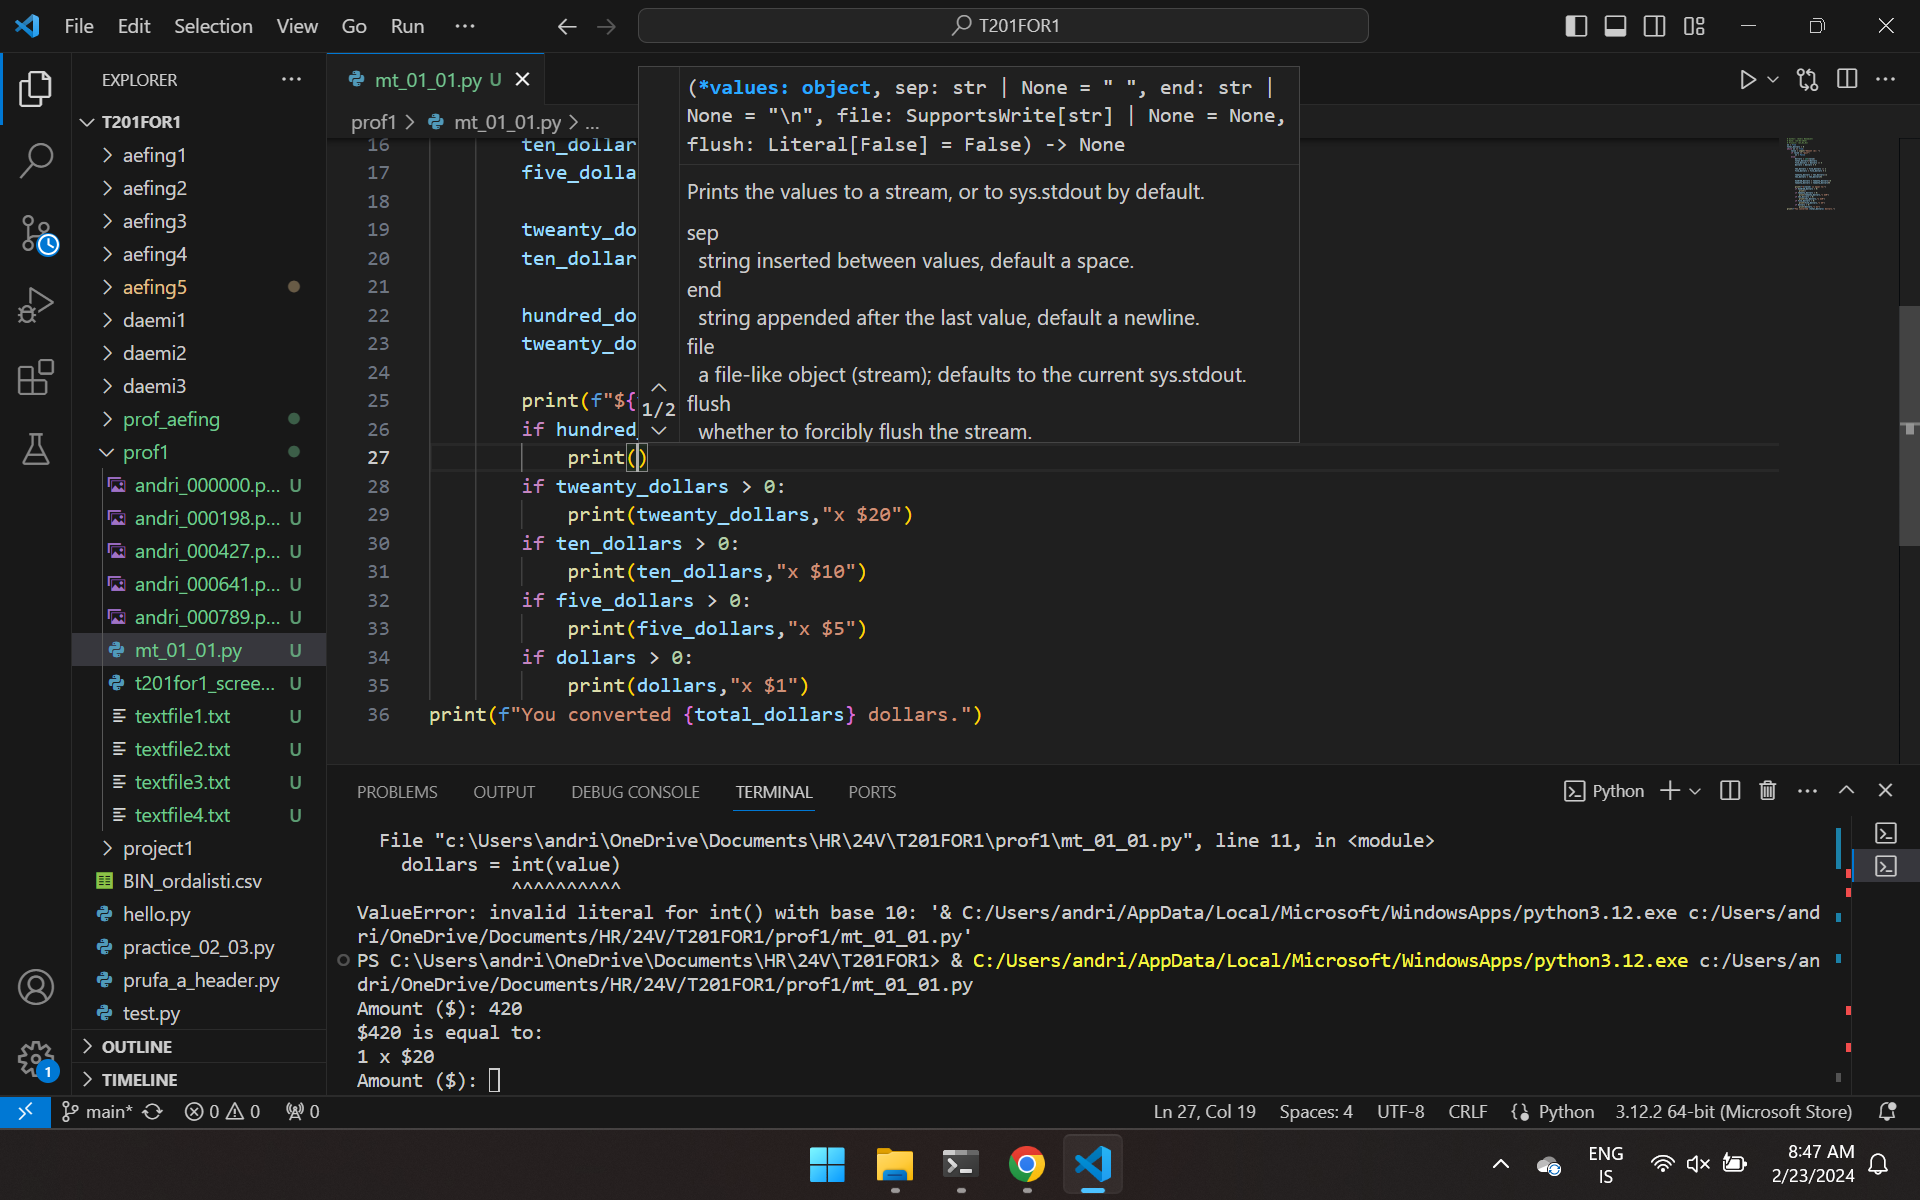 File Edit Selection View Go Run ···
T201FOR1
EXPLORER
T201FOR1
aefing1
aefing2
aefing3
aefing4
aefing5
daemi1
daemi2
daemi3
prof_aefing
prof1
andri_000000.p... U
andri_000198.p... U
andri_000427.p... U
andri_000641.p... U
andri_000789.p... U
mt_01_01.py U
t201for1_scree... U
textfile1.txt U
textfile2.txt U
textfile3.txt U
textfile4.txt U
project1
BIN_ordalisti.csv
hello.py
practice_02_03.py
prufa_a_header.py
test.py
OUTLINE
TIMELINE
mt_01_01.py U
prof1 > mt_01_01.py > ...
(*values: object, sep: str | None = " ", end: str |
None = "\n", file: SupportsWrite[str] | None = None,
flush: Literal[False] = False) -> None
Prints the values to a stream, or to sys.stdout by default.
sep
string inserted between values, default a space.
end
string appended after the last value, default a newline.
file
a file-like object (stream); defaults to the current sys.stdout.
flush
whether to forcibly flush the stream.
1/2
16 ten_dollar
17 five_dolla
18
19 tweanty_do
20 ten_dollar
21
22 hundred_do
23 tweanty_do
24
25 print(f"${
26 if hundred
27 print()
28 if tweanty_dollars > 0:
29 print(tweanty_dollars,"x $20")
30 if ten_dollars > 0:
31 print(ten_dollars,"x $10")
32 if five_dollars > 0:
33 print(five_dollars,"x $5")
34 if dollars > 0:
35 print(dollars,"x $1")
36 print(f"You converted {total_dollars} dollars.")
PROBLEMS OUTPUT DEBUG CONSOLE TERMINAL PORTS
Python
File "c:\Users\andri\OneDrive\Documents\HR\24V\T201FOR1\prof1\mt_01_01.py", line 11, in <module>
dollars = int(value)
^^^^^^^^^^
ValueError: invalid literal for int() with base 10: '& C:/Users/andri/AppData/Local/Microsoft/WindowsApps/python3.12.exe c:/Users/and
ri/OneDrive/Documents/HR/24V/T201FOR1/prof1/mt_01_01.py'
PS C:\Users\andri\OneDrive\Documents\HR\24V\T201FOR1> & C:/Users/andri/AppData/Local/Microsoft/WindowsApps/python3.12.exe c:/Users/an
dri/OneDrive/Documents/HR/24V/T201FOR1/prof1/mt_01_01.py
Amount ($): 420
$420 is equal to:
1 x $20
Amount ($):
1
main* 0 0 0
Ln 27, Col 19 Spaces: 4 UTF-8 CRLF Python 3.12.2 64-bit (Microsoft Store)
ENG
IS
8:47 AM
2/23/2024